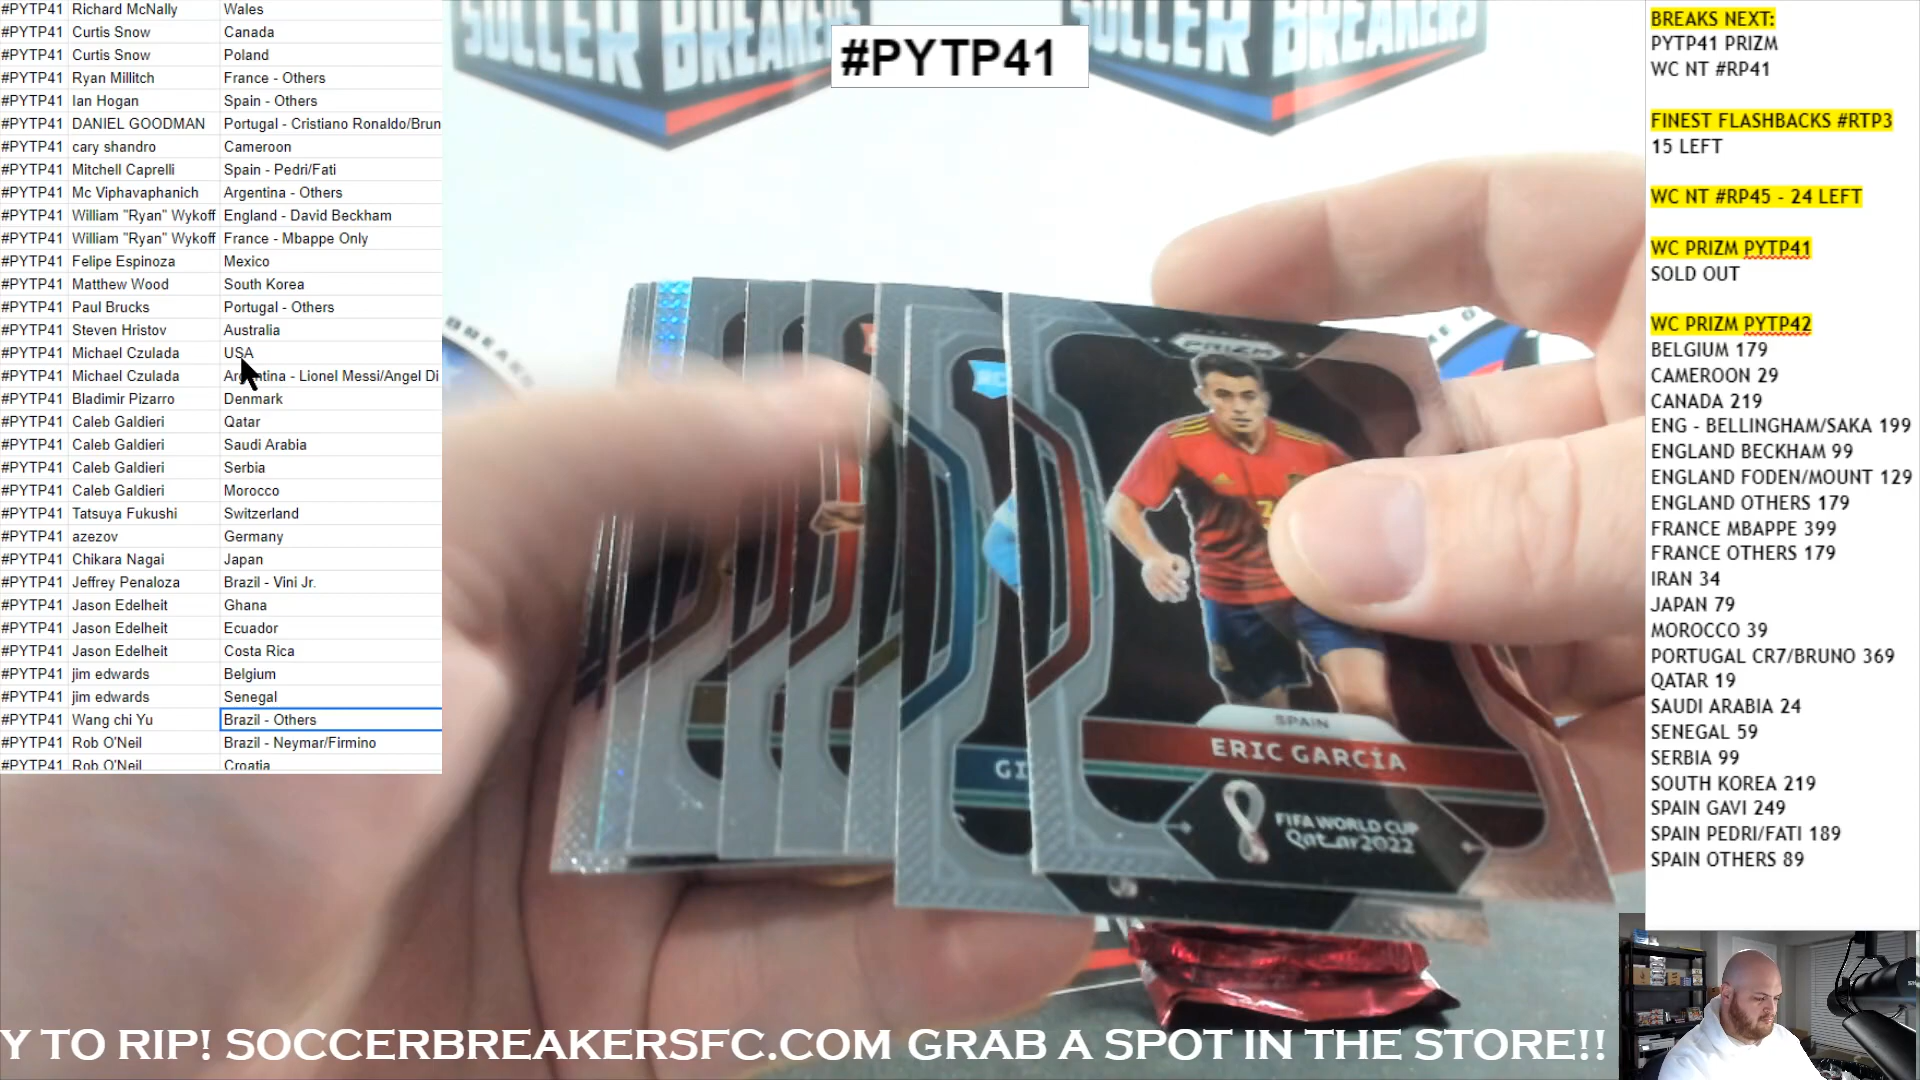 #PYTP41 Richard McNally Wales
#PYTP41 Curtis Snow Canada
#PYTP41 Curtis Snow Poland
#PYTP41 Ryan Millitch France - Others
#PYTP41 Ian Hogan Spain - Others
#PYTP41 DANIEL GOODMAN Portugal - Cristiano Ronaldo/Brun
#PYTP41 cary shandro Cameroon
#PYTP41 Mitchell Caprelli Spain - Pedri/Fati
#PYTP41 Mc Viphavaphanich Argentina - Others
#PYTP41 William "Ryan" Wykoff England - David Beckham
#PYTP41 William "Ryan" Wykoff France - Mbappe Only
#PYTP41 Felipe Espinoza Mexico
#PYTP41 Matthew Wood South Korea
#PYTP41 Paul Brucks Portugal - Others
#PYTP41 Steven Hristov Australia
#PYTP41 Michael Czulada USA
#PYTP41 Michael Czulada Argentina - Lionel Messi/Angel Di
#PYTP41 Bladimir Pizarro Denmark
#PYTP41 Caleb Galdieri Qatar
#PYTP41 Caleb Galdieri Saudi Arabia
#PYTP41 Caleb Galdieri Serbia
#PYTP41 Caleb Galdieri Morocco
#PYTP41 Tatsuya Fukushi Switzerland
#PYTP41 azezov Germany
#PYTP41 Chikara Nagai Japan
#PYTP41 Jeffrey Penaloza Brazil - Vini Jr.
#PYTP41 Jason Edelheit Ghana
#PYTP41 Jason Edelheit Ecuador
#PYTP41 Jason Edelheit Costa Rica
#PYTP41 jim edwards Belgium
#PYTP41 jim edwards Senegal
#PYTP41 Wang chi Yu Brazil - Others
#PYTP41 Rob O'Neil Brazil - Neymar/Firmino
#PYTP41 Rob O'Neil Croatia
SOCCER BREAKERS
SOCCER BREAKERS
#PYTP41
PRIZM
RC
SPAIN
ERIC GARCÍA
GI
FIFA WORLD CUP
Qatar2022
BREAKS NEXT:
PYTP41 PRIZM
WC NT #RP41
FINEST FLASHBACKS #RTP3
15 LEFT
WC NT #RP45 - 24 LEFT
WC PRIZM PYTP41
SOLD OUT
WC PRIZM PYTP42
BELGIUM 179
CAMEROON 29
CANADA 219
ENG - BELLINGHAM/SAKA 199
ENGLAND BECKHAM 99
ENGLAND FODEN/MOUNT 129
ENGLAND OTHERS 179
FRANCE MBAPPE 399
FRANCE OTHERS 179
IRAN 34
JAPAN 79
MOROCCO 39
PORTUGAL CR7/BRUNO 369
QATAR 19
SAUDI ARABIA 24
SENEGAL 59
SERBIA 99
SOUTH KOREA 219
SPAIN GAVI 249
SPAIN PEDRI/FATI 189
SPAIN OTHERS 89
Y TO RIP! SOCCERBREAKERSFC.COM GRAB A SPOT IN THE STORE!!